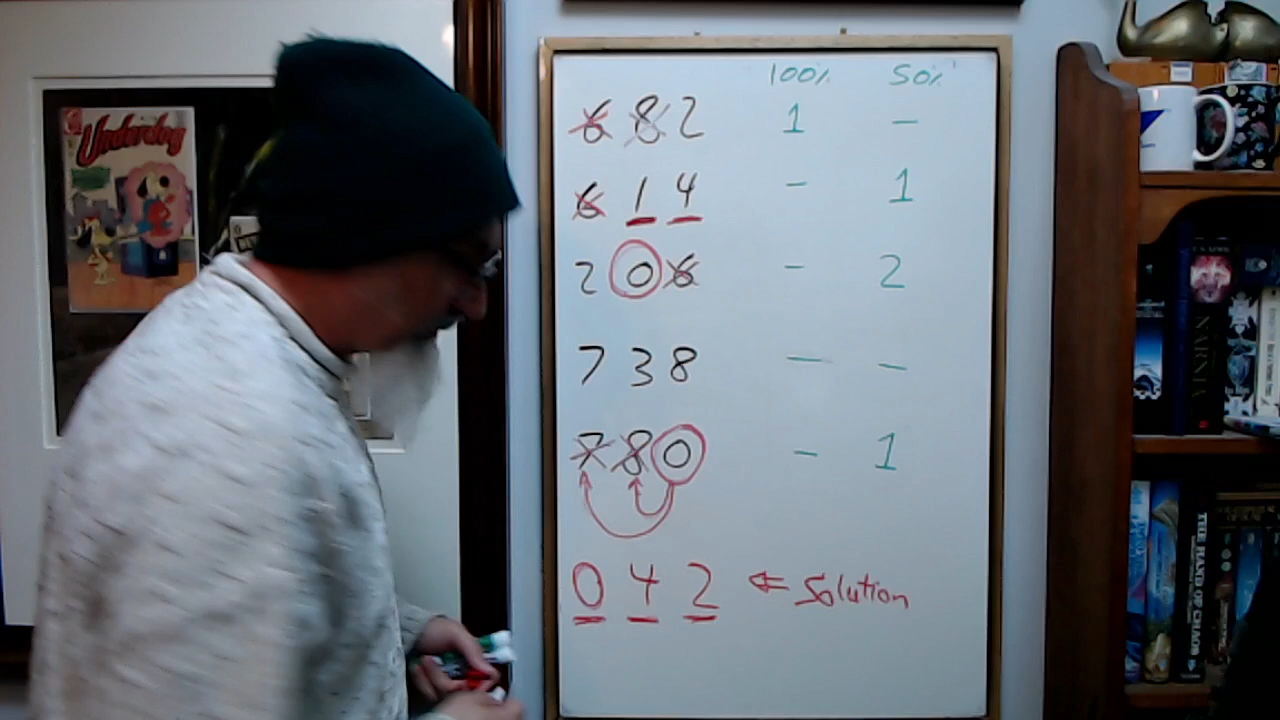 Underdog
100% 50%
6 8 2 1 –
6 1 4 – 1
2 0 6 – 2
7 3 8 – –
7 8 0 – 1
0 4 2 ⇐ Solution
NARNIA
THE HAND OF CHAOS